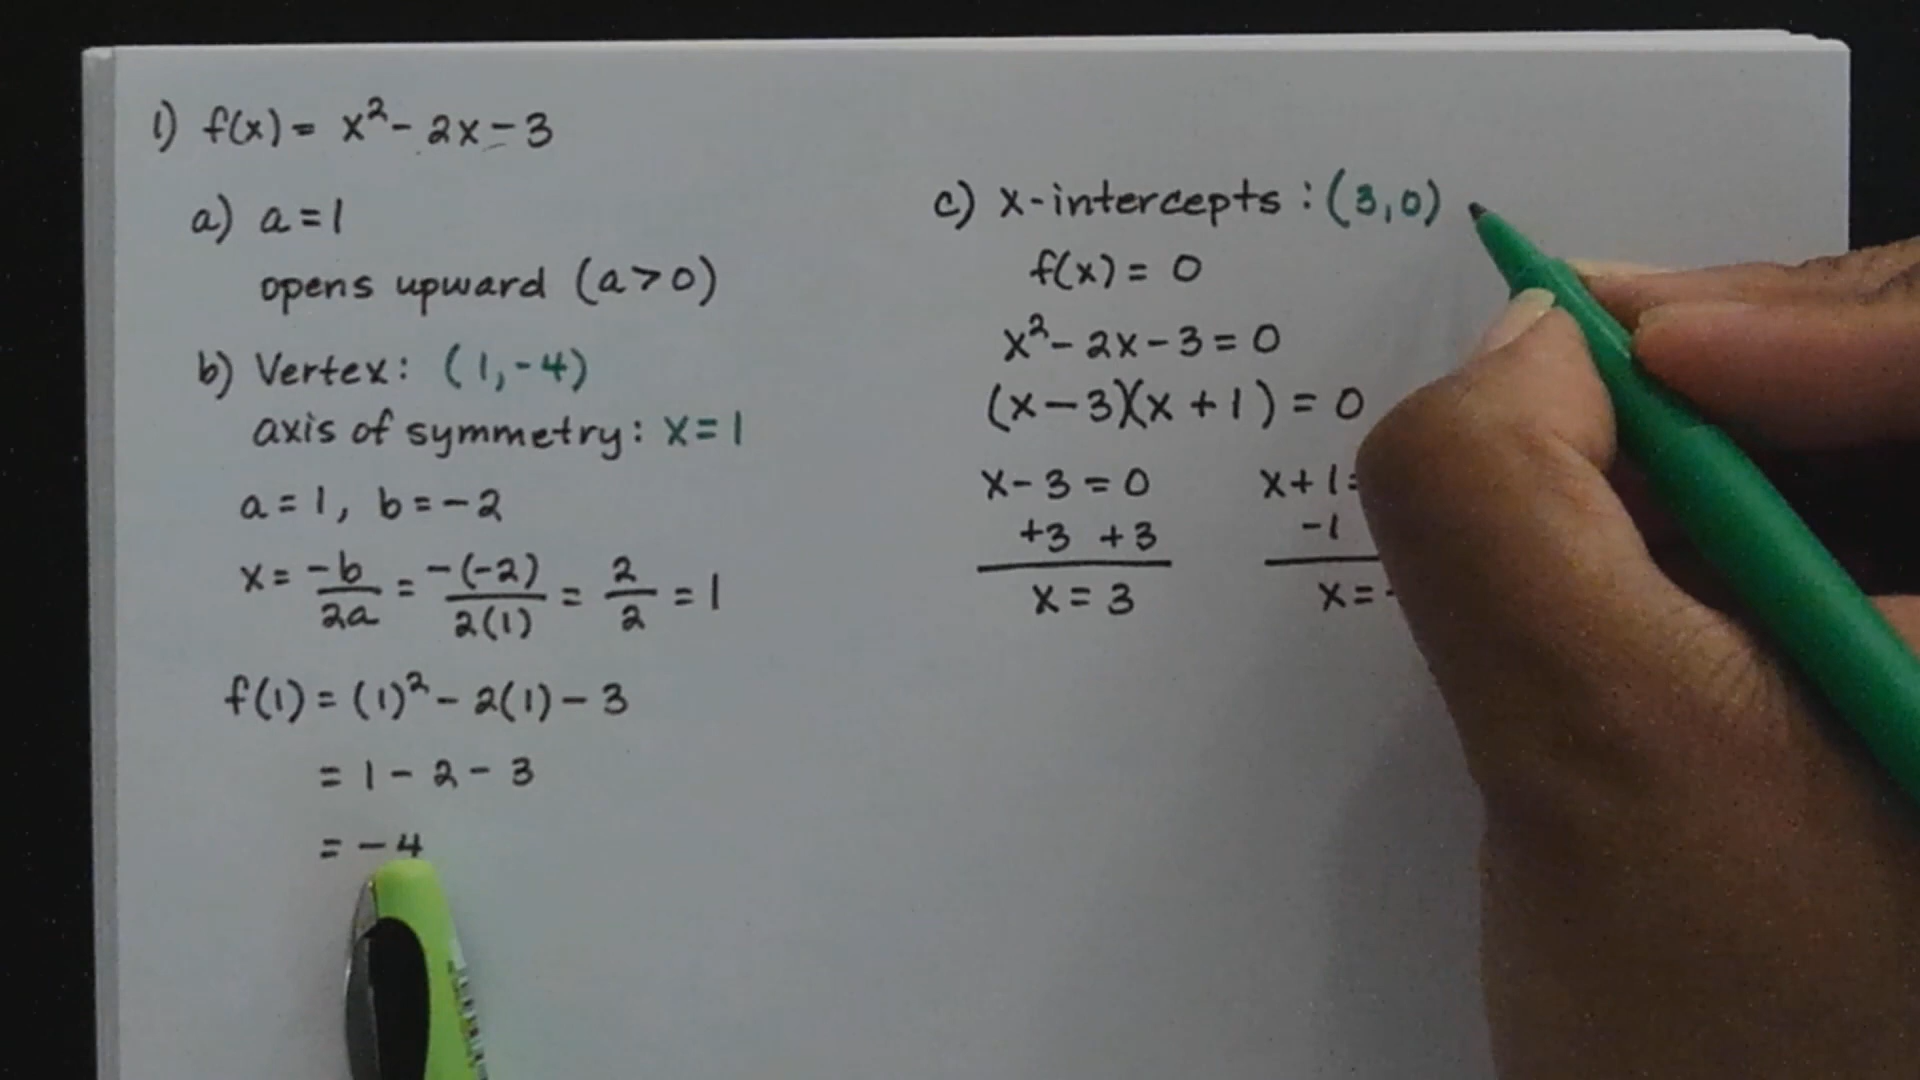 1) f(x) = x² - 2x - 3
a) a = 1
opens upward (a > 0)
b) Vertex: (1, -4)
axis of symmetry: x = 1
a = 1, b = -2
x = -b/2a = -(-2)/2(1) = 2/2 = 1
f(1) = (1)² - 2(1) - 3
= 1 - 2 - 3
= -4
c) x-intercepts: (3, 0)
f(x) = 0
x² - 2x - 3 = 0
(x - 3)(x + 1) = 0
x - 3 = 0 x + 1 =
+3 +3 -1
x = 3 x = -